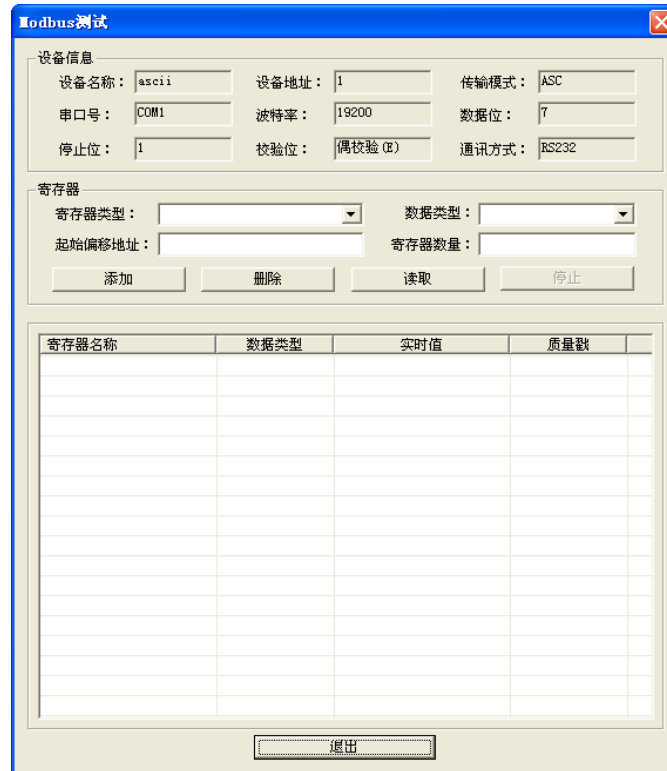 Modbus测试
设备信息
设备名称： ascii 设备地址： 1 传输模式： ASC
串口号： COM1 波特率： 19200 数据位： 7
停止位： 1 校验位： 偶校验(E) 通讯方式： RS232
寄存器
寄存器类型： 数据类型：
起始偏移地址： 寄存器数量：
添加 删除 读取 停止
寄存器名称 数据类型 实时值 质量戳
退出